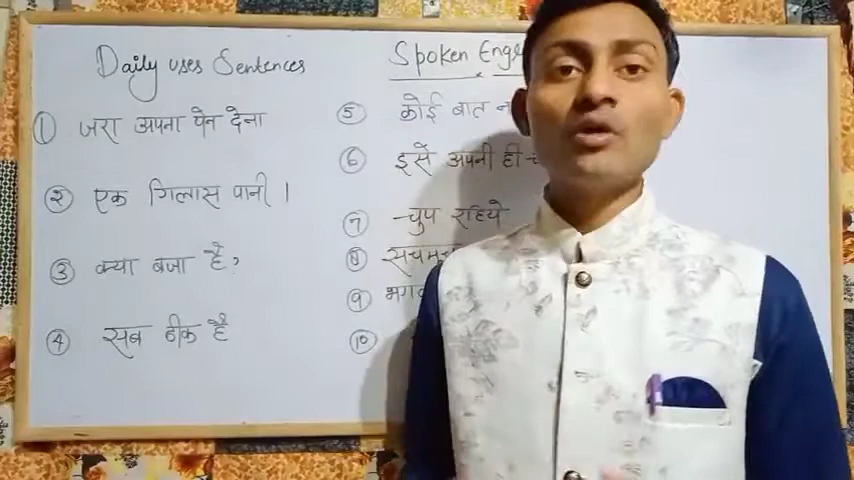 Daily uses Sentences
① जरा अपना पेन देना
② एक गिलास पानी ।
③ क्या बजा है?
④ सब ठीक है
Spoken
⑤ कोई बात
⑥ इसे अपनी ही
⑦ चुप रहिये
⑧
⑨
⑩